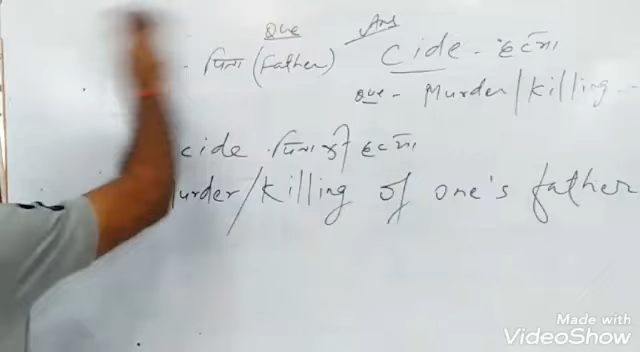 Que Ans
- पिता (Father) Cide - हत्या
Que - Murder/killing --
cide पिता की हत्या
urder/killing of one's father
Made with
VideoShow